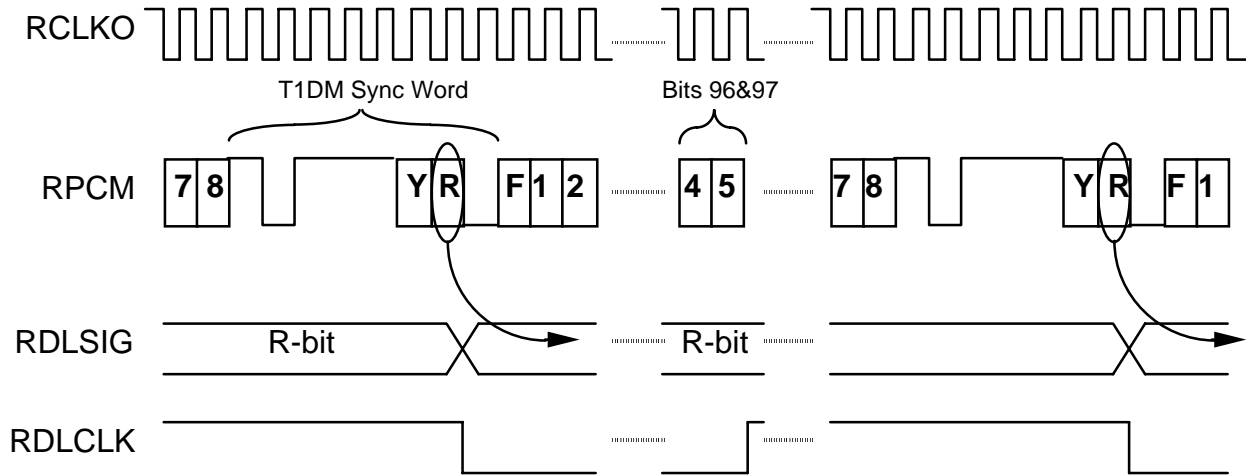 RCLKO
T1DM Sync Word
Bits 96&97
RPCM
7 8 Y R F 1 2 4 5 7 8 Y R F 1
RDLSIG
R-bit R-bit
RDLCLK